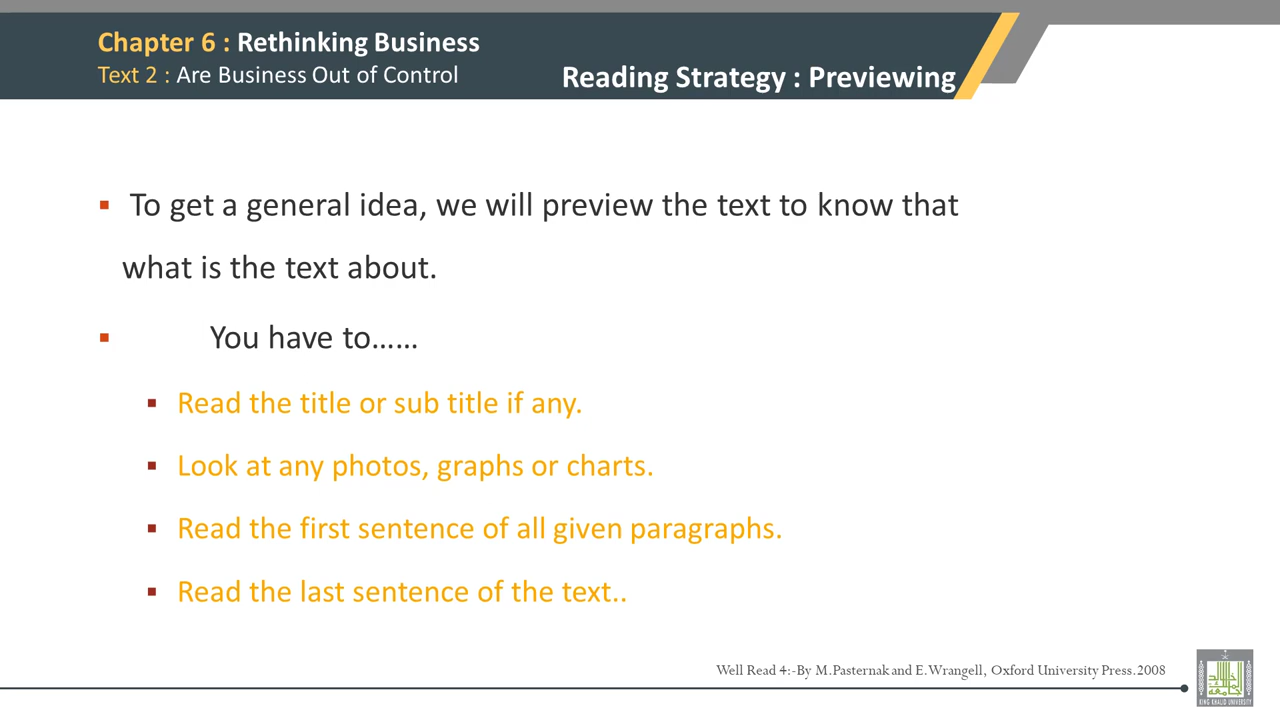 Chapter 6 : Rethinking Business
Text 2 : Are Business Out of Control
Reading Strategy : Previewing
▪ To get a general idea, we will preview the text to know that
what is the text about.
▪ You have to......
▪ Read the title or sub title if any.
▪ Look at any photos, graphs or charts.
▪ Read the first sentence of all given paragraphs.
▪ Read the last sentence of the text..
Well Read 4:-By M.Pasternak and E.Wrangell, Oxford University Press.2008
KING KHALID UNIVERSITY